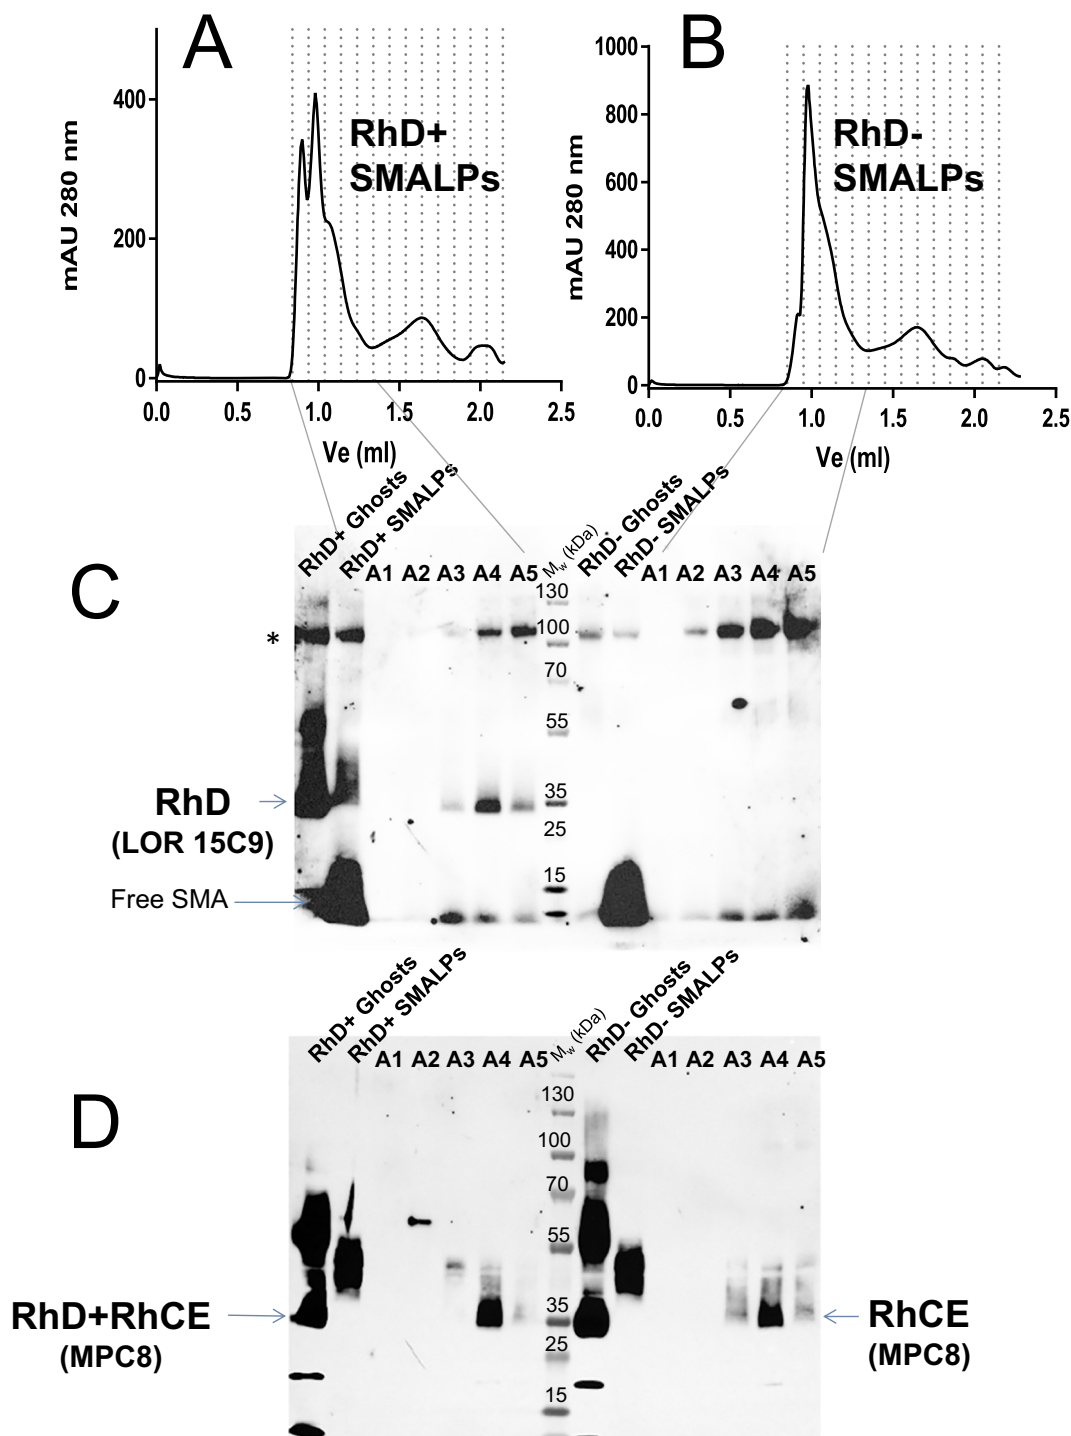 A
B
400
200
0
mAU 280 nm
RhD+
SMALPs
0.0 0.5 1.0 1.5 2.0 2.5
Ve (ml)
1000
800
600
400
200
0
mAU 280 nm
RhD-
SMALPs
0.0 0.5 1.0 1.5 2.0 2.5
Ve (ml)
C
RhD+ Ghosts
RhD+ SMALPs
A1 A2 A3 A4 A5
Mw (kDa)
RhD- Ghosts
RhD- SMALPs
A1 A2 A3 A4 A5
130
100
70
55
35
25
15
*
RhD
(LOR 15C9)
Free SMA
D
RhD+ Ghosts
RhD+ SMALPs
A1 A2 A3 A4 A5
Mw (kDa)
RhD- Ghosts
RhD- SMALPs
A1 A2 A3 A4 A5
130
100
70
55
35
25
15
RhD+RhCE
(MPC8)
RhCE
(MPC8)